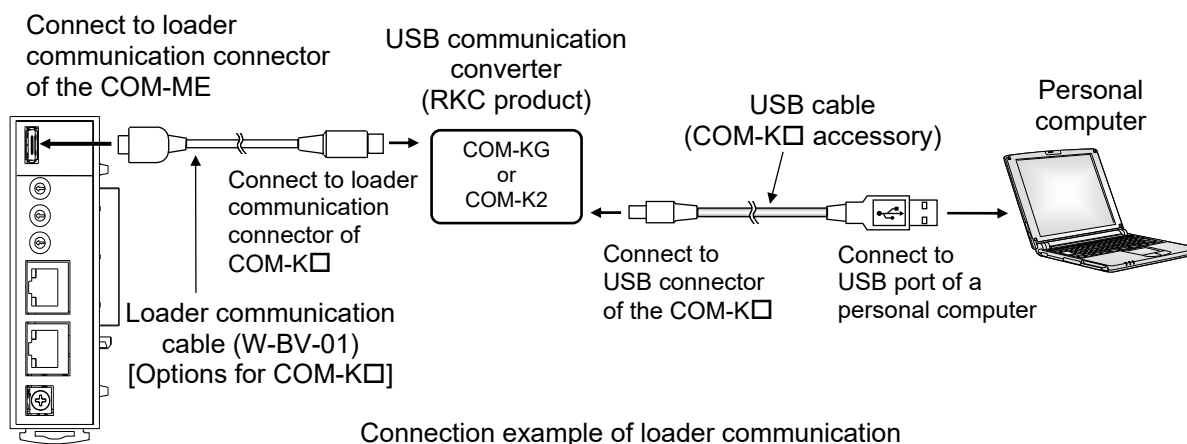 Connect to loader
communication connector
of the COM-ME
USB communication
converter
(RKC product)
COM-KG
or
COM-K2
USB cable
(COM-K□ accessory)
Personal
computer
Connect to loader
communication
connector of
COM-K□
Connect to
USB connector
of the COM-K□
Connect to
USB port of a
personal computer
Loader communication
cable (W-BV-01)
[Options for COM-K□]
Connection example of loader communication